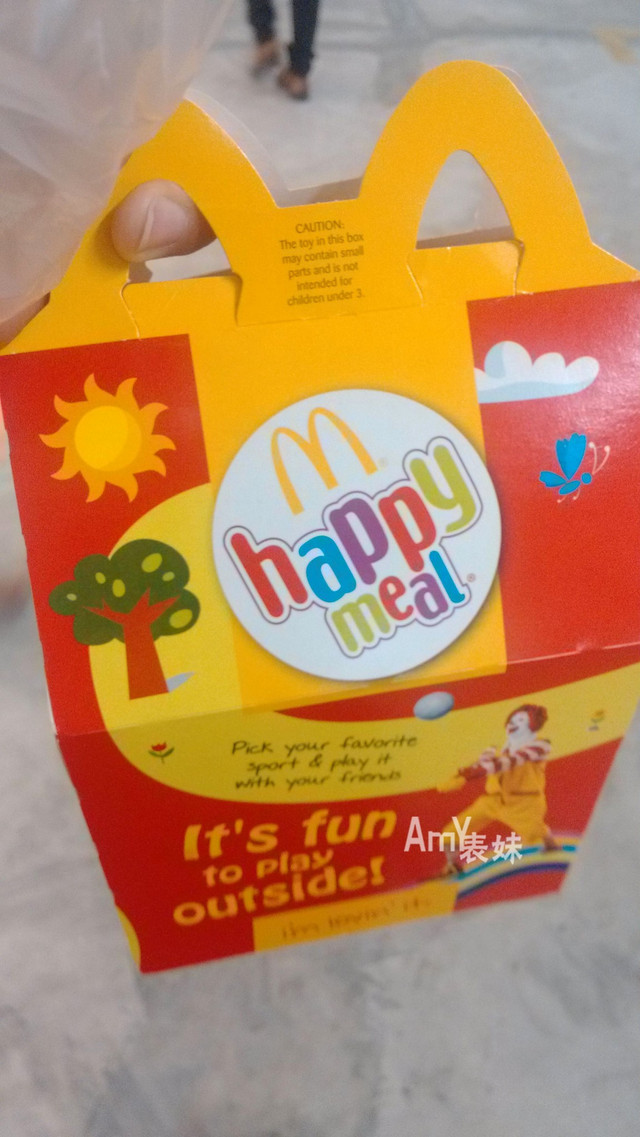 CAUTION:
The toy in this box
may contain small
parts and is not
intended for
children under 3.
M
happy
meal
Pick your favorite
sport & play it
with your friends
It's fun
to play
outside!
AmY表妹
i'm lovin' it